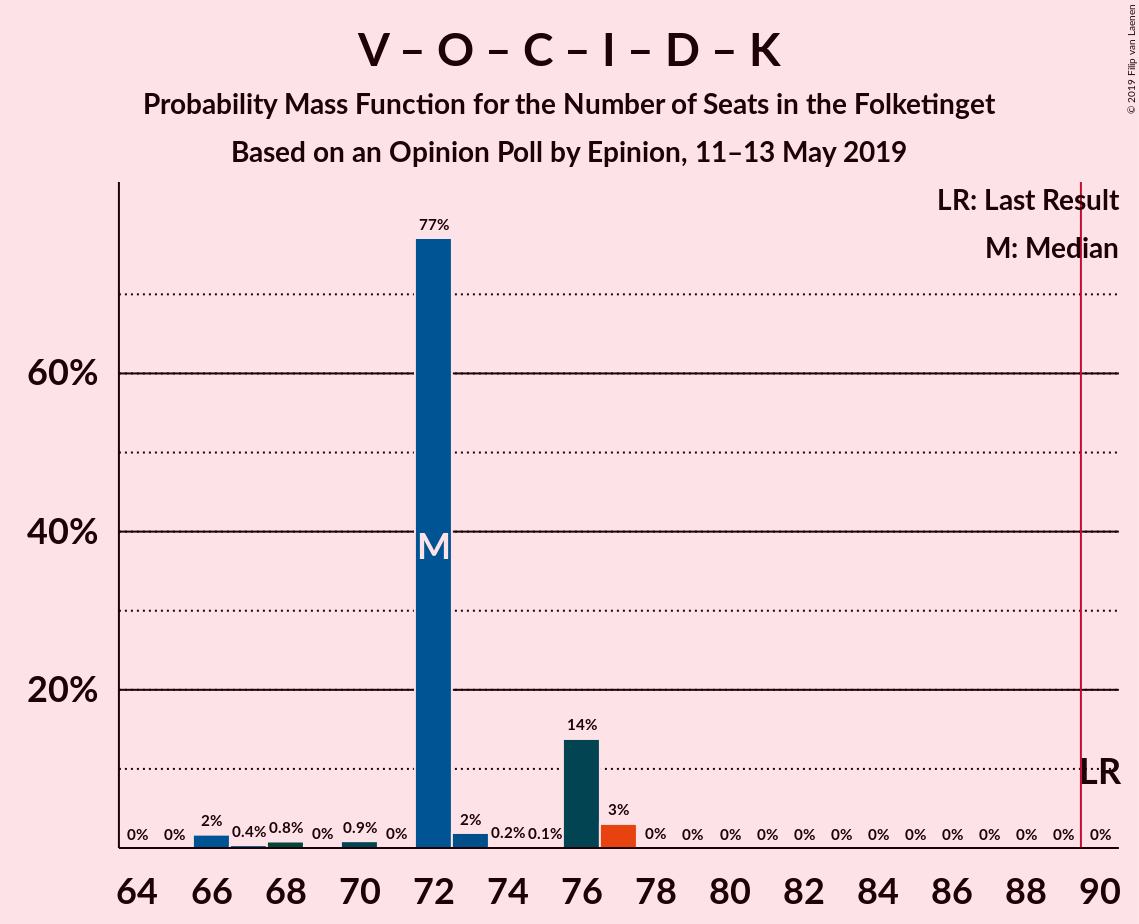 V – O – C – I – D – K
Probability Mass Function for the Number of Seats in the Folketinget
Based on an Opinion Poll by Epinion, 11–13 May 2019
© 2019 Filip van Laenen
LR: Last Result
M: Median
77%
60%
40%
M
20%
14%
LR
0% 0% 2% 0.4% 0.8% 0% 0.9% 0% 2% 0.2% 0.1% 3% 0% 0% 0% 0% 0% 0% 0% 0% 0% 0% 0% 0% 0%
64 66 68 70 72 74 76 78 80 82 84 86 88 90